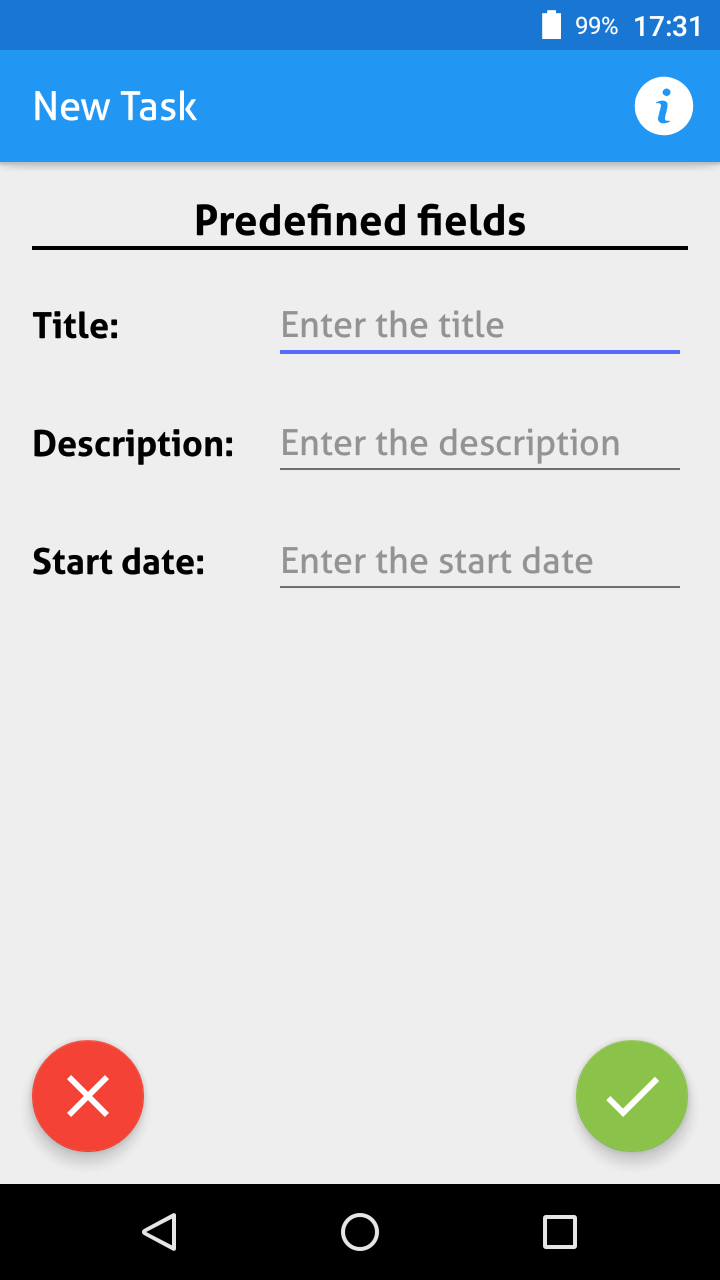 99% 17:31
New Task
Predefined fields
Title: Enter the title
Description: Enter the description
Start date: Enter the start date